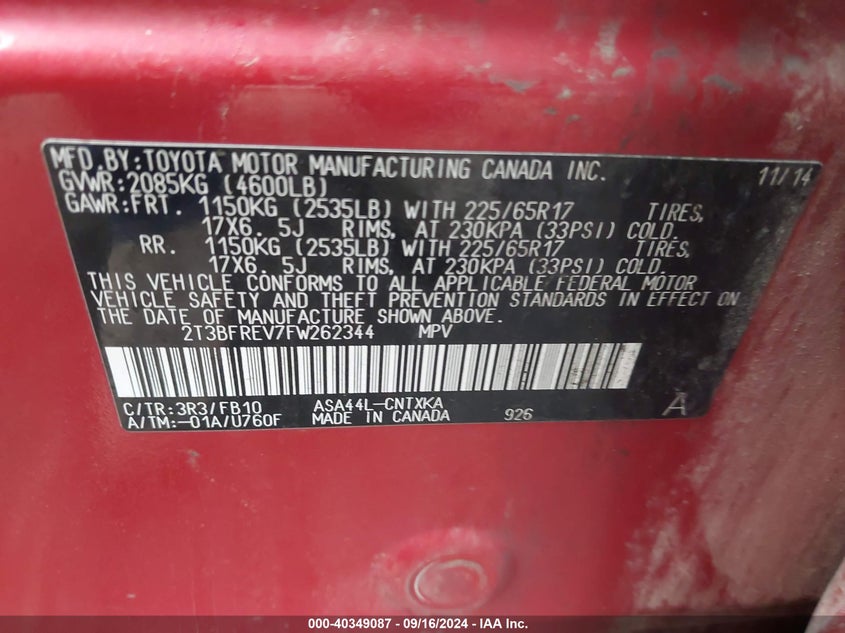 MFD. BY: TOYOTA MOTOR MANUFACTURING CANADA INC. 11/14
GVWR: 2085KG (4600LB)
GAWR: FRT. 1150KG (2535LB) WITH 225/65R17 TIRES,
17X6. 5J RIMS, AT 230KPA (33PSI) COLD.
RR. 1150KG (2535LB) WITH 225/65R17 TIRES,
17X6. 5J RIMS, AT 230KPA (33PSI) COLD.
THIS VEHICLE CONFORMS TO ALL APPLICABLE FEDERAL MOTOR
VEHICLE SAFETY AND THEFT PREVENTION STANDARDS IN EFFECT ON
THE DATE OF MANUFACTURE SHOWN ABOVE.
2T3BFREV7FW262344 MPV
C/TR: 3R3/FB10 ASA44L-CNTXKA
A/TM: -01A/U760F MADE IN CANADA 926 A
000-40349087 - 09/16/2024 - IAA Inc.